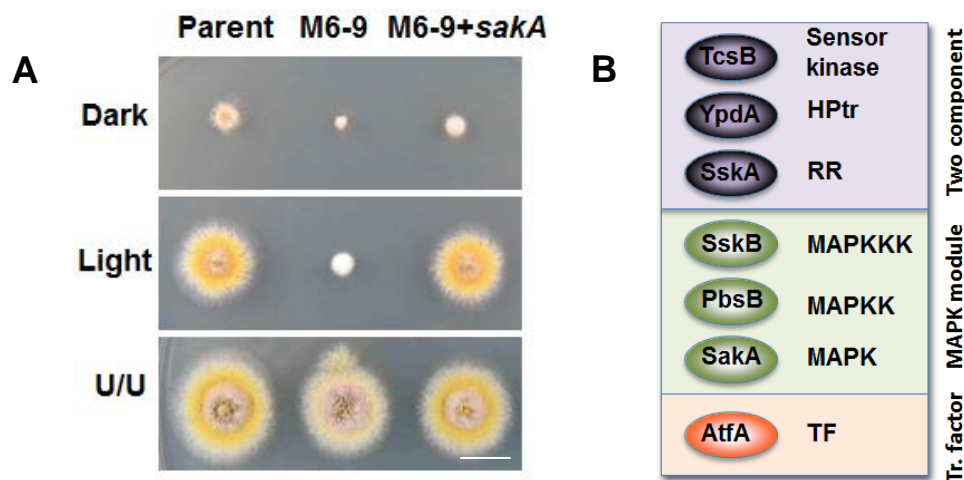 Parent M6-9 M6-9+sakA
A
Dark
Light
U/U
B
TcsB Sensor kinase
YpdA HPtr
SskA RR
Two component
SskB MAPKKK
PbsB MAPKK
SakA MAPK
MAPK module
AtfA TF
Tr. factor